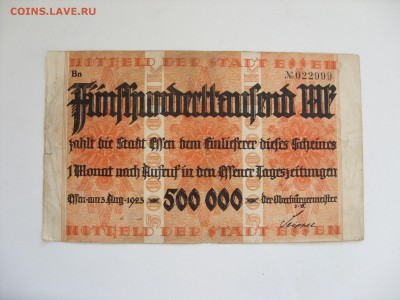 COINS.LAVE.RU
NOTGELD DER STADT ESSEN
Bn
№022999
Fünfhunderttausend Mk
zahlt die Stadt Essen dem Einlieferer dieses Scheines
1 Monat nach Aufruf in den Essener Tageszeitungen
Essen-am 3. Aug-1923
500 000
der Oberbürgermeister
NOTGELD DER STADT ESSEN